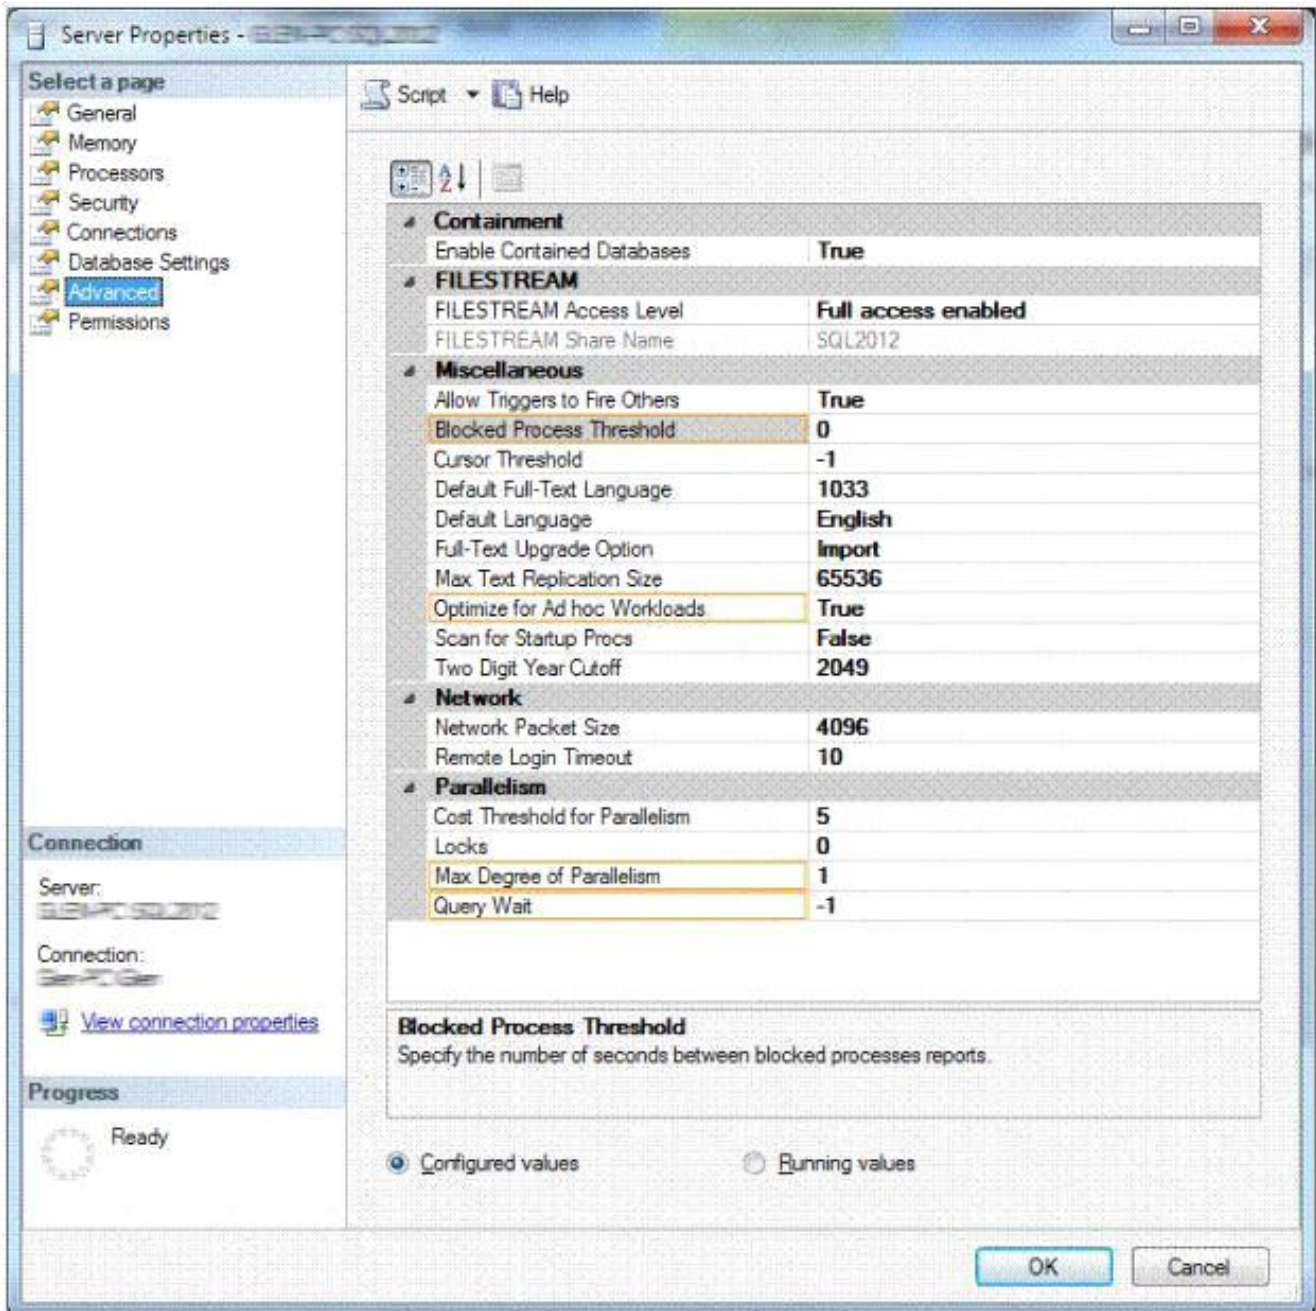 Server Properties -
Select a page
General
Memory
Processors
Security
Connections
Database Settings
Advanced
Permissions
Script Help
Containment
Enable Contained Databases True
FILESTREAM
FILESTREAM Access Level Full access enabled
FILESTREAM Share Name SQL2012
Miscellaneous
Allow Triggers to Fire Others True
Blocked Process Threshold 0
Cursor Threshold -1
Default Full-Text Language 1033
Default Language English
Full-Text Upgrade Option Import
Max Text Replication Size 65536
Optimize for Ad hoc Workloads True
Scan for Startup Procs False
Two Digit Year Cutoff 2049
Network
Network Packet Size 4096
Remote Login Timeout 10
Parallelism
Cost Threshold for Parallelism 5
Locks 0
Max Degree of Parallelism 1
Query Wait -1
Connection
Server:
Connection:
View connection properties
Progress
Ready
Blocked Process Threshold
Specify the number of seconds between blocked processes reports.
Configured values Running values
OK Cancel